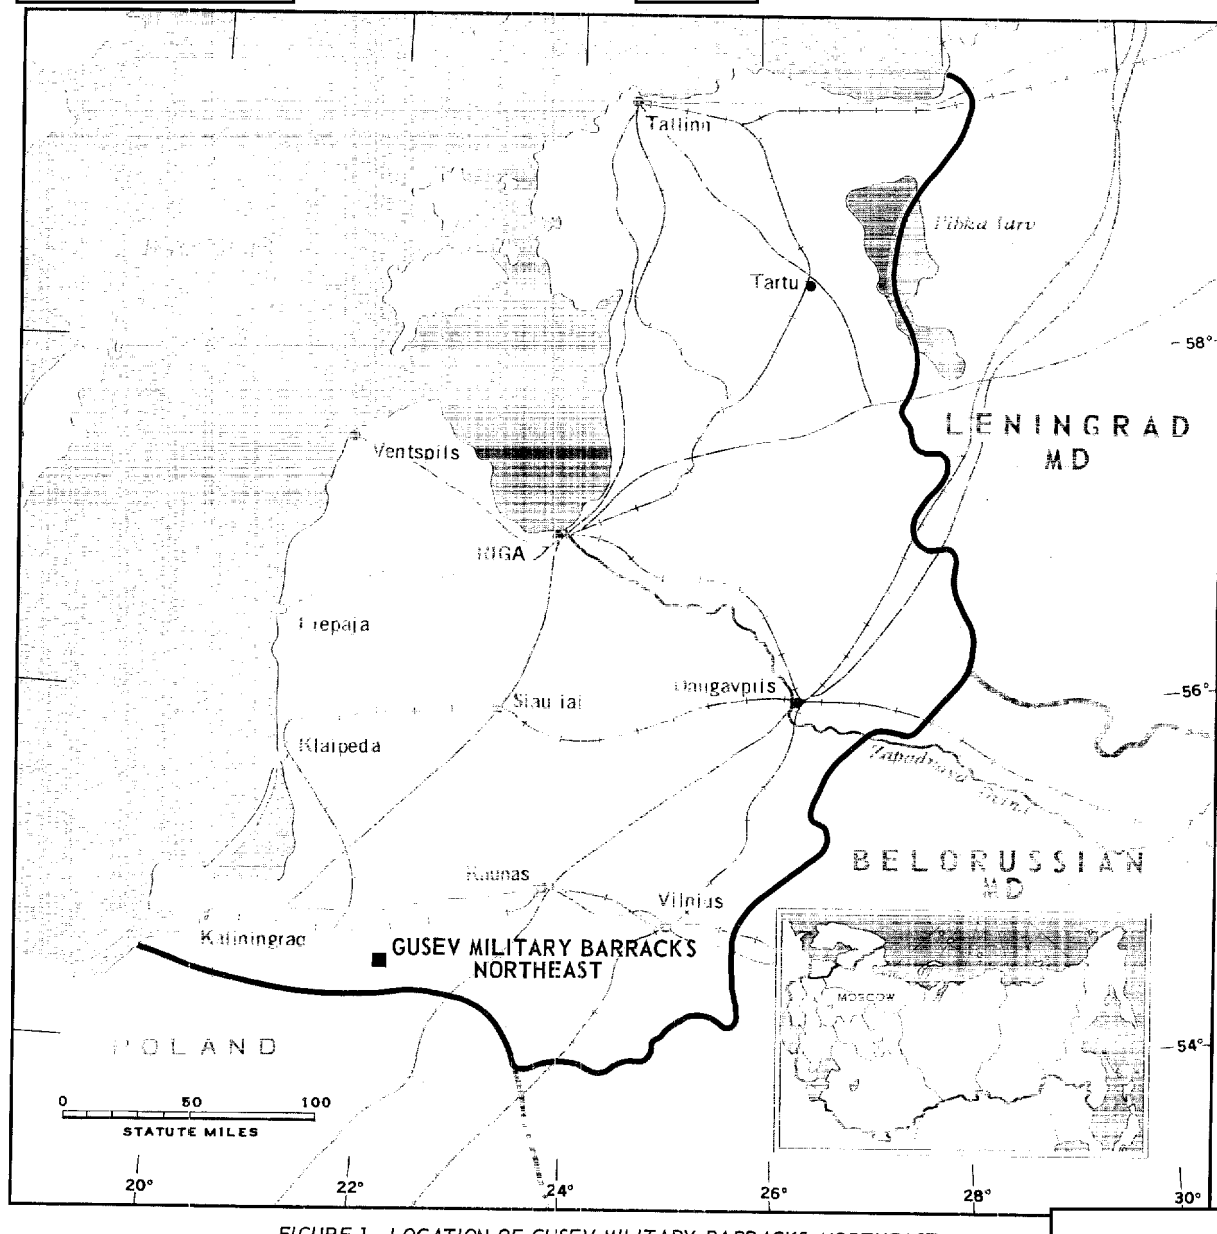 Tallinn
Tartu
58°
LENINGRAD
MD
Ventspils
RIGA
Liepaja
Siauliai
Daugavpils
56°
Klaipeda
Zapadnaya Dvina
BELORUSSIAN
MD
Kaunas
Vilnius
Kaliningrad
GUSEV MILITARY BARRACKS
NORTHEAST
MOSCOW
POLAND
54°
0 50 100
STATUTE MILES
20° 22° 24° 26° 28° 30°
FIGURE 1. LOCATION OF GUSEV MILITARY BARRACKS NORTHEAST